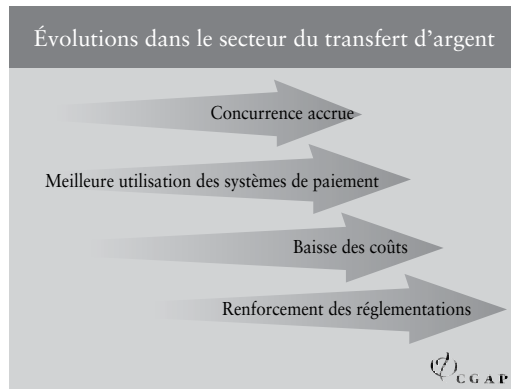 Évolutions dans le secteur du transfert d’argent
Concurrence accrue
Meilleure utilisation des systèmes de paiement
Baisse des coûts
Renforcement des réglementations
CGAP